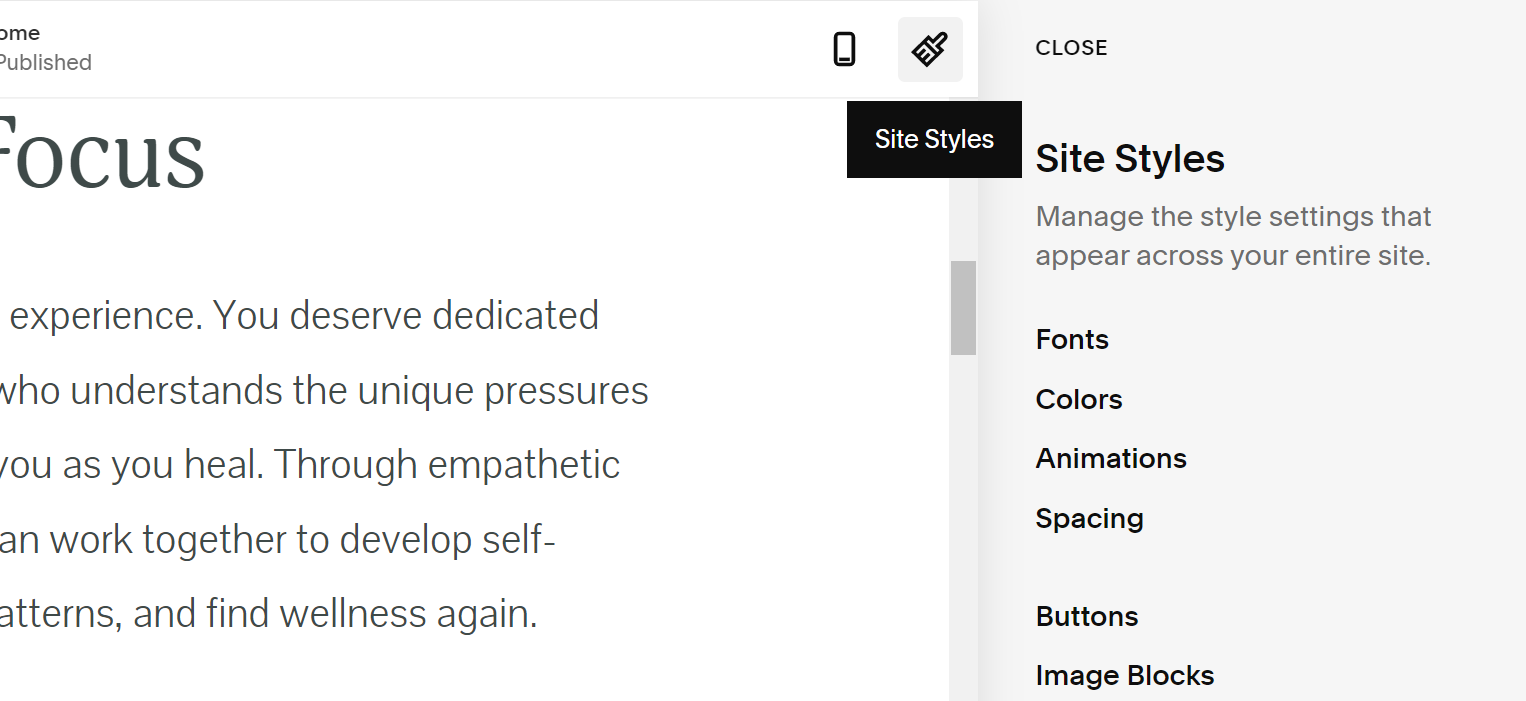 ome
Published
CLOSE
Focus
Site Styles
Site Styles
Manage the style settings that
appear across your entire site.
experience. You deserve dedicated
who understands the unique pressures
you as you heal. Through empathetic
an work together to develop self-
atterns, and find wellness again.
Fonts
Colors
Animations
Spacing
Buttons
Image Blocks